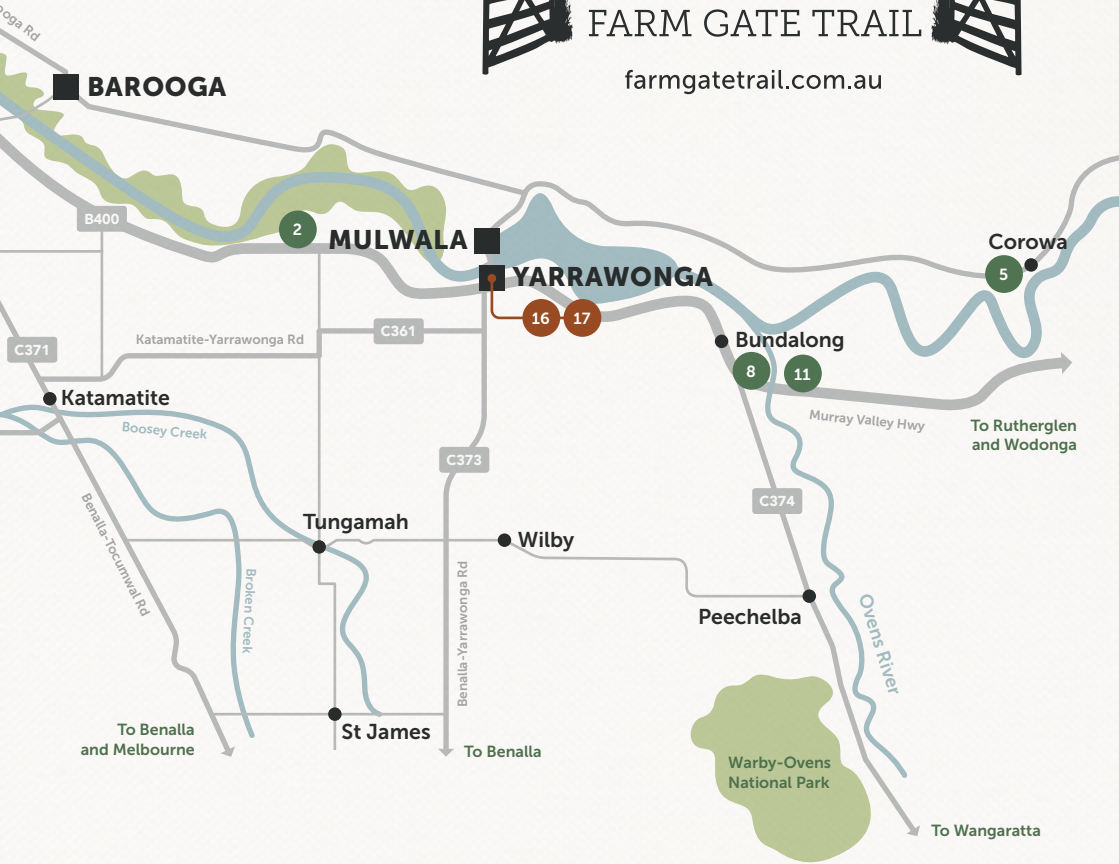 FARM GATE TRAIL
farmgatetrail.com.au
Rd
BAROOGA
B400
2
MULWALA
YARRAWONGA
Corowa
5
16
17
C361
Katamatite-Yarrawonga Rd
C371
Bundalong
8
11
Katamatite
Boosey Creek
Murray Valley Hwy
To Rutherglen
and Wodonga
C373
C374
Benalla-Tocumwal Rd
Tungamah
Wilby
Broken Creek
Benalla-Yarrawonga Rd
Peechelba
Ovens River
To Benalla
and Melbourne
St James
To Benalla
Warby-Ovens
National Park
To Wangaratta